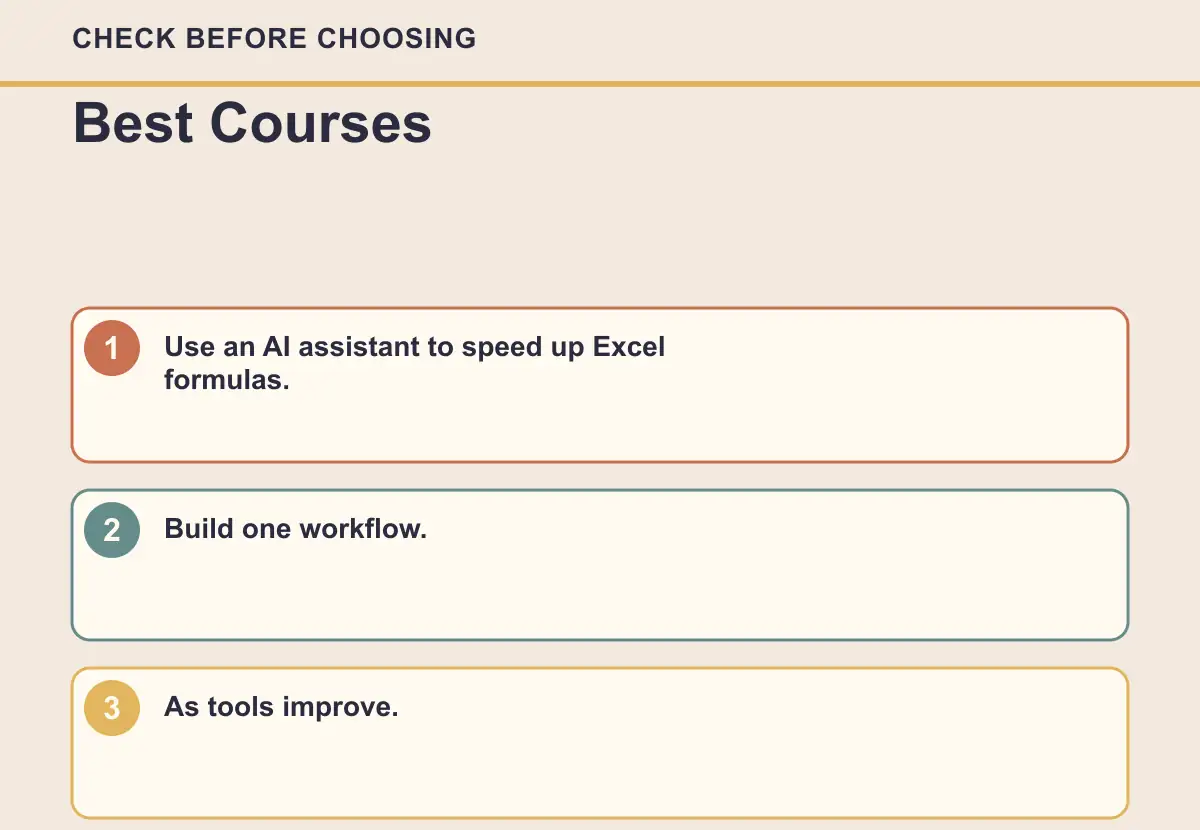 CHECK BEFORE CHOOSING
Best Courses
1
Use an AI assistant to speed up Excel
formulas.
2
Build one workflow.
3
As tools improve.